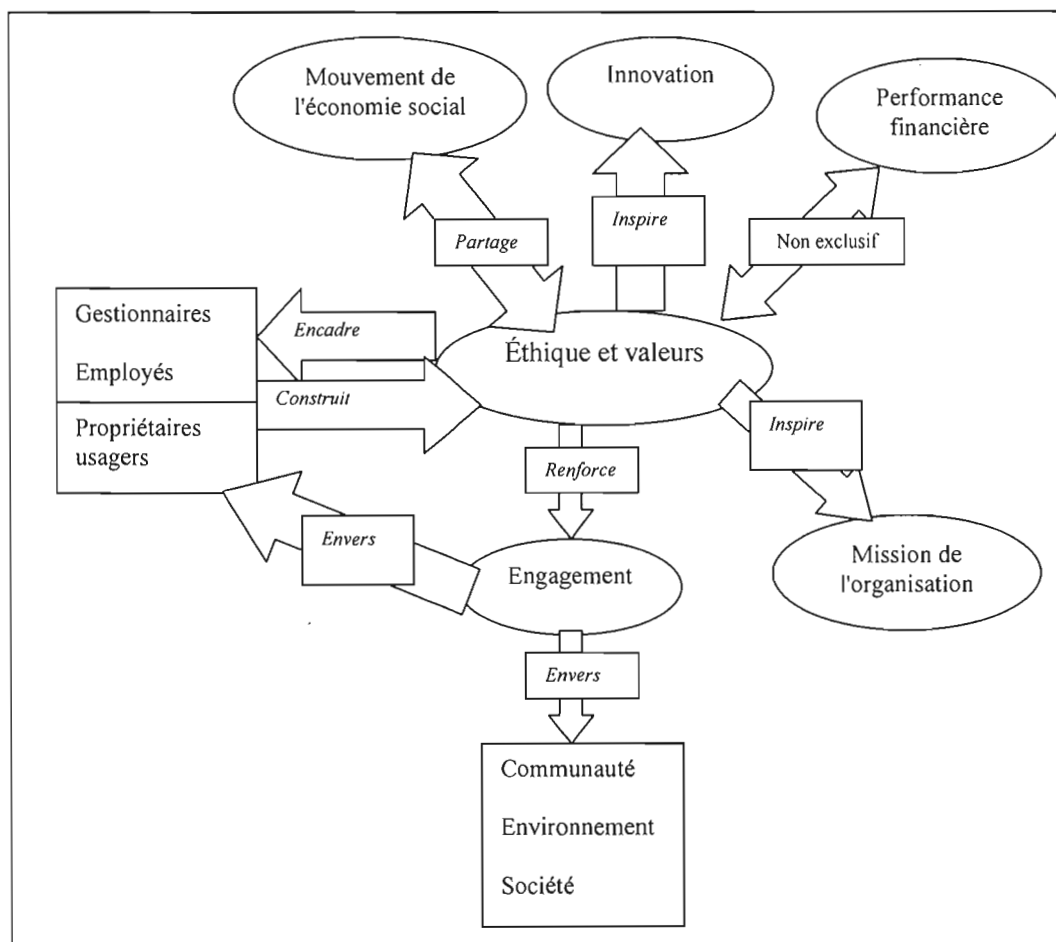 Mouvement de
l'économie social
Innovation
Performance
financière
Partage
Inspire
Non exclusif
Gestionnaires
Employés
Propriétaires
usagers
Encadre
Construit
Éthique et valeurs
Inspire
Renforce
Envers
Engagement
Mission de
l'organisation
Envers
Communauté
Environnement
Société